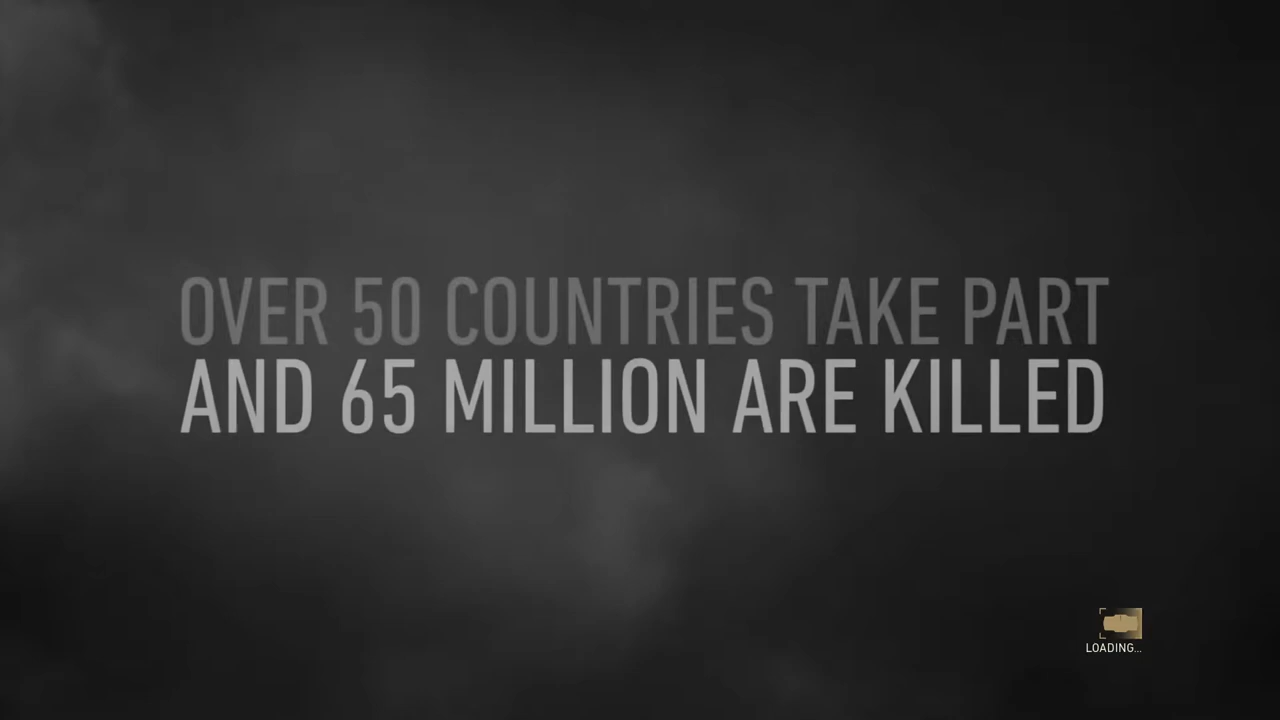 OVER 50 COUNTRIES TAKE PART
AND 65 MILLION ARE KILLED
LOADING...